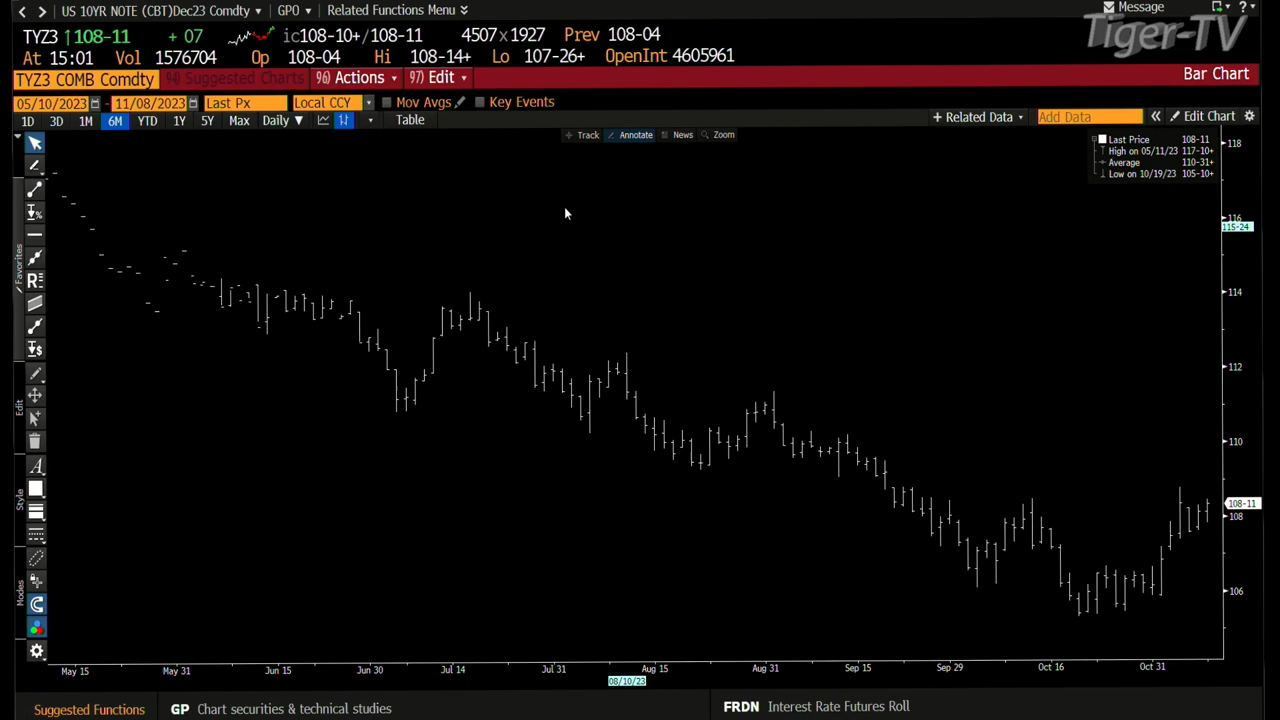 US 10YR NOTE (CBT)Dec23 Comdty GPO Related Functions Menu Message ?
Tiger-TV
TYZ3 ↑108-11 + 07 ic108-10+/108-11 4507x1927 Prev 108-04
At 15:01 Vol 1576704 Op 108-04 Hi 108-14+ Lo 107-26+ OpenInt 4605961
TYZ3 COMB Comdty 94) Suggested Charts 96) Actions 97) Edit Bar Chart
05/10/2023 - 11/08/2023 Last Px Local CCY Mov Avgs Key Events
1D 3D 1M 6M YTD 1Y 5Y Max Daily ▼ Table + Related Data Add Data « Edit Chart
Track Annotate News Zoom
Last Price 108-11
High on 05/11/23 117-10+
Average 110-31+
Low on 10/19/23 105-10+
118
116
115-24
114
112
110
108-11
108
106
Favorites
Edit
Style
Modes
May 15 May 31 Jun 15 Jun 30 Jul 14 Jul 31 Aug 15 Aug 31 Sep 15 Sep 29 Oct 16 Oct 31
08/10/23
Suggested Functions GP Chart securities & technical studies FRDN Interest Rate Futures Roll